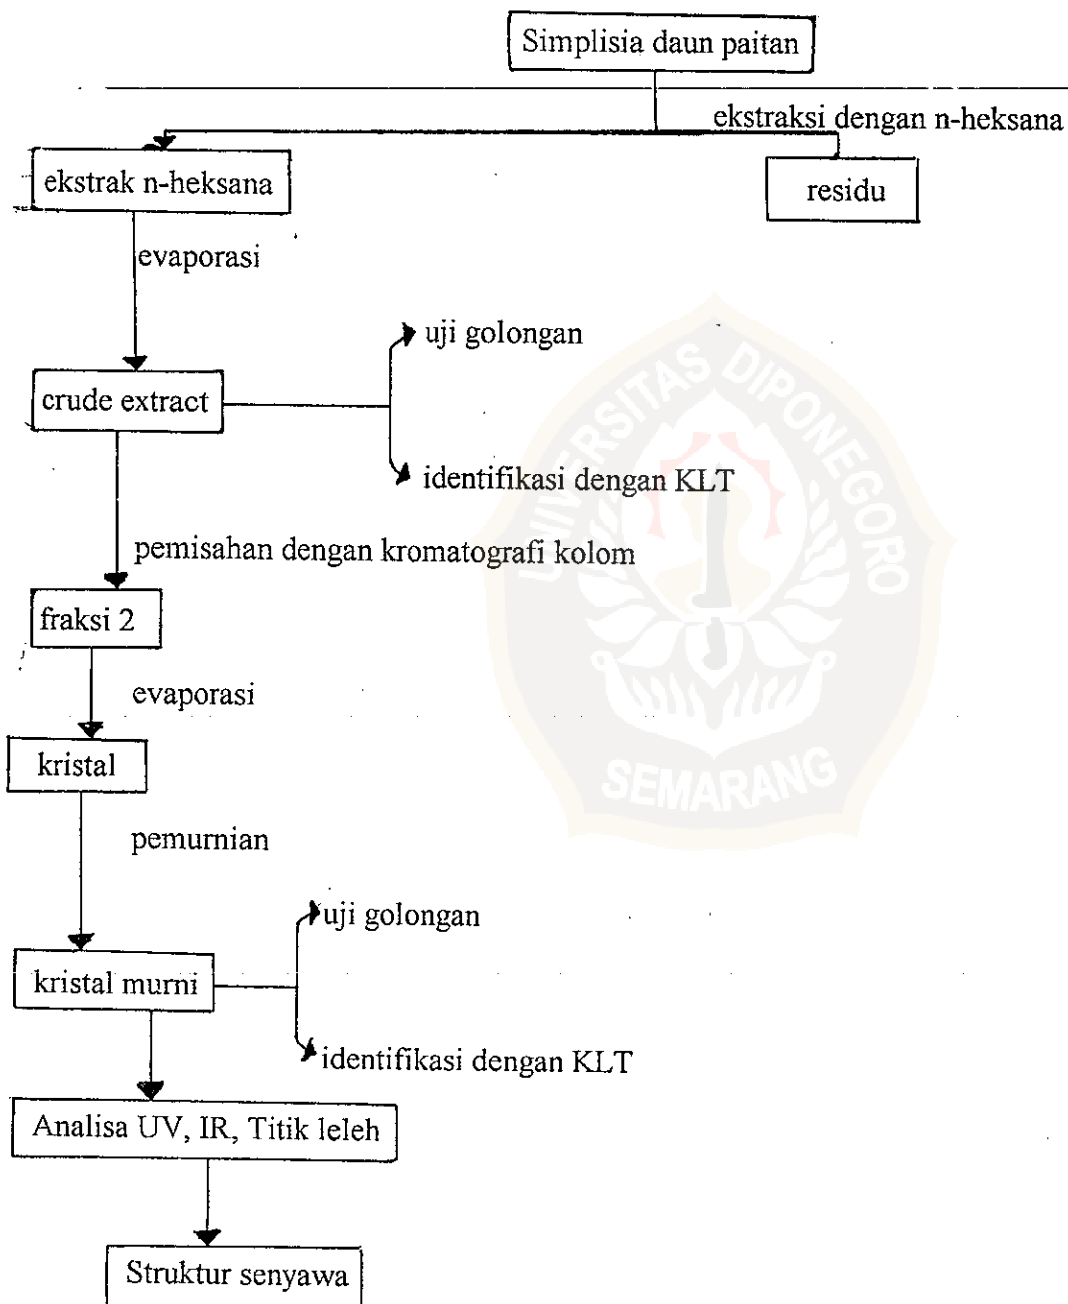 Simplisia daun paitan
ekstraksi dengan n-heksana
ekstrak n-heksana
residu
evaporasi
uji golongan
crude extract
identifikasi dengan KLT
pemisahan dengan kromatografi kolom
fraksi 2
evaporasi
kristal
pemurnian
uji golongan
kristal murni
identifikasi dengan KLT
Analisa UV, IR, Titik leleh
Struktur senyawa
UNIVERSITAS DIPONEGORO
SEMARANG